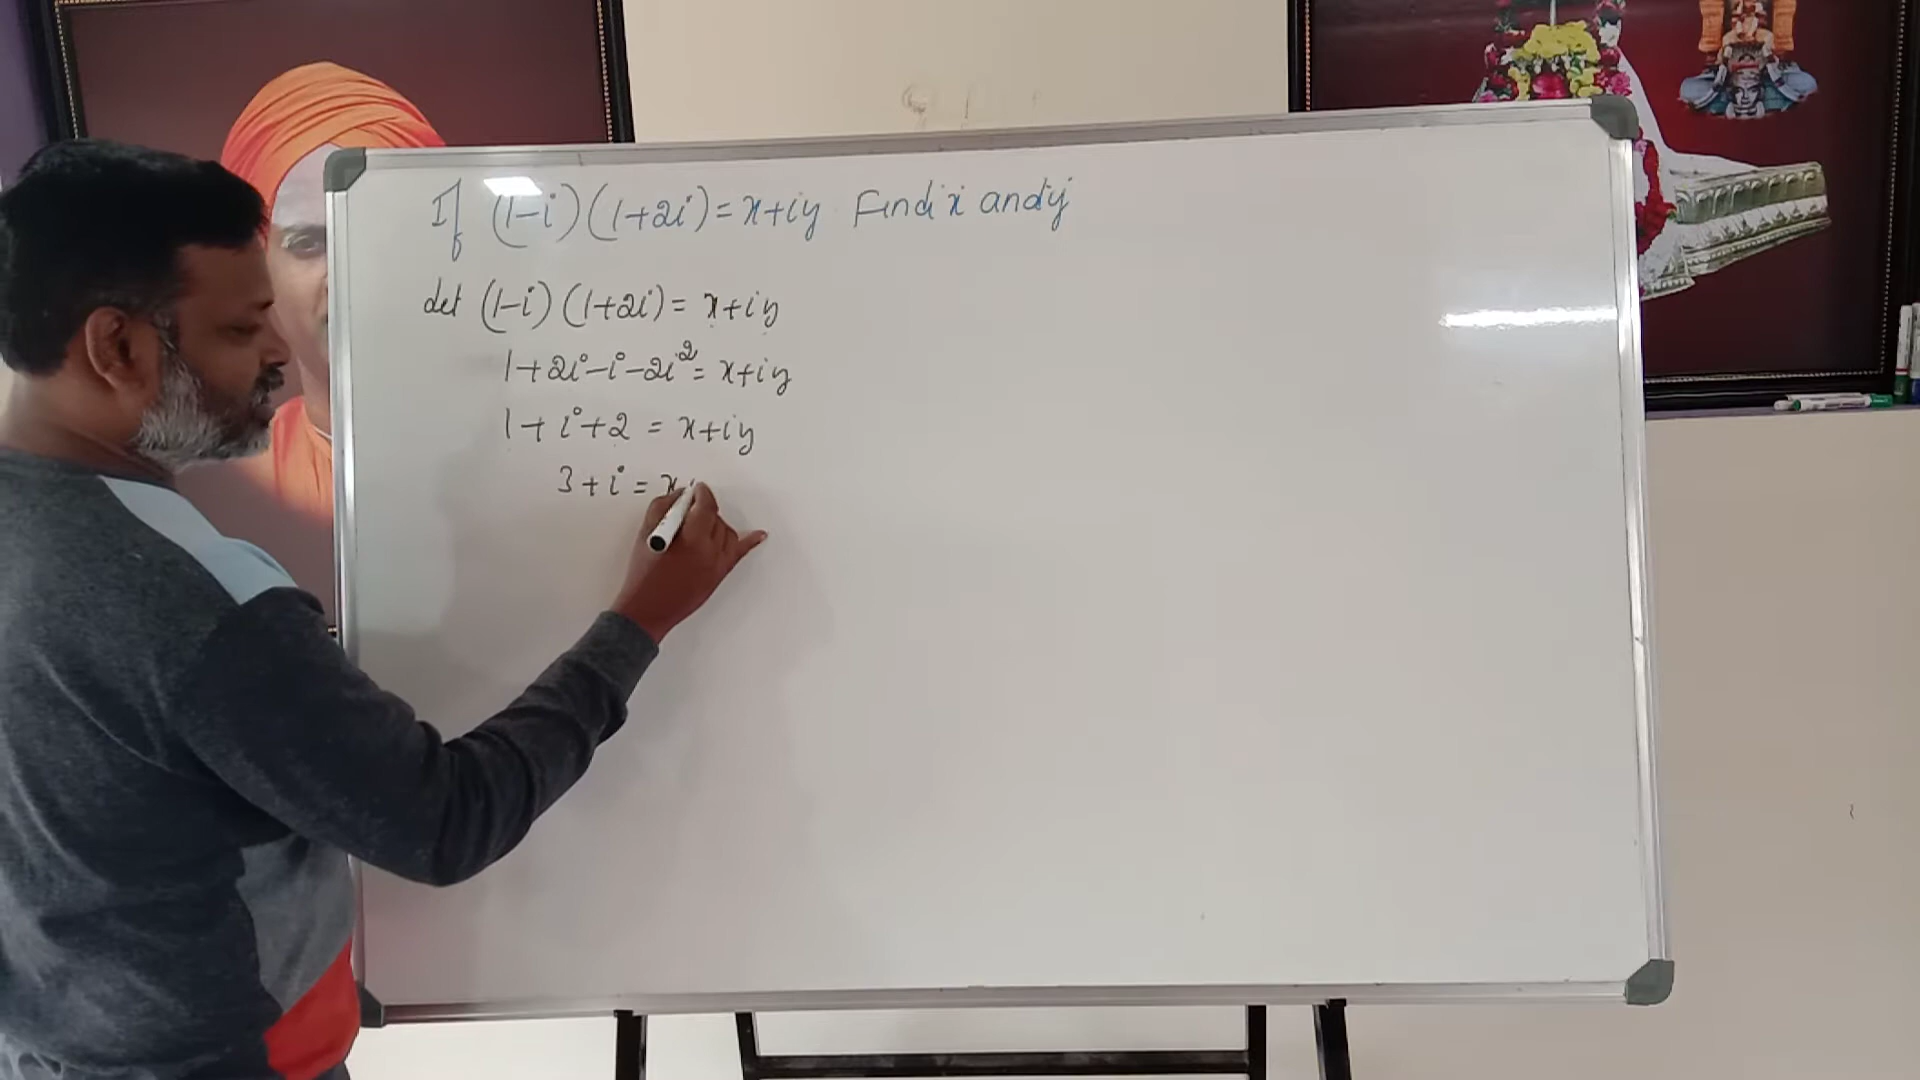 If (1-i)(1+2i)=x+iy Find x and y
let (1-i)(1+2i)= x+iy
1+2i-i-2i²= x+iy
1+i+2 = x+iy
3+i= x